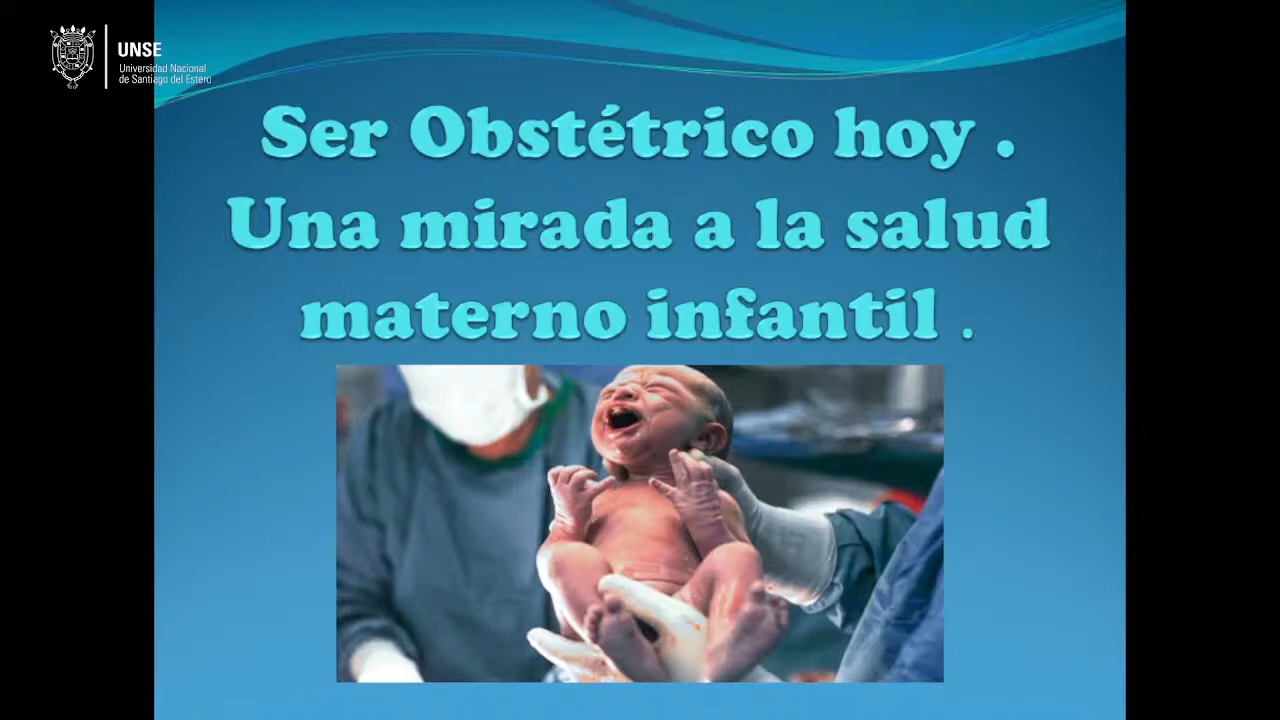 UNSE
Universidad Nacional
de Santiago del Estero
Ser Obstétrico hoy .
Una mirada a la salud
materno infantil .